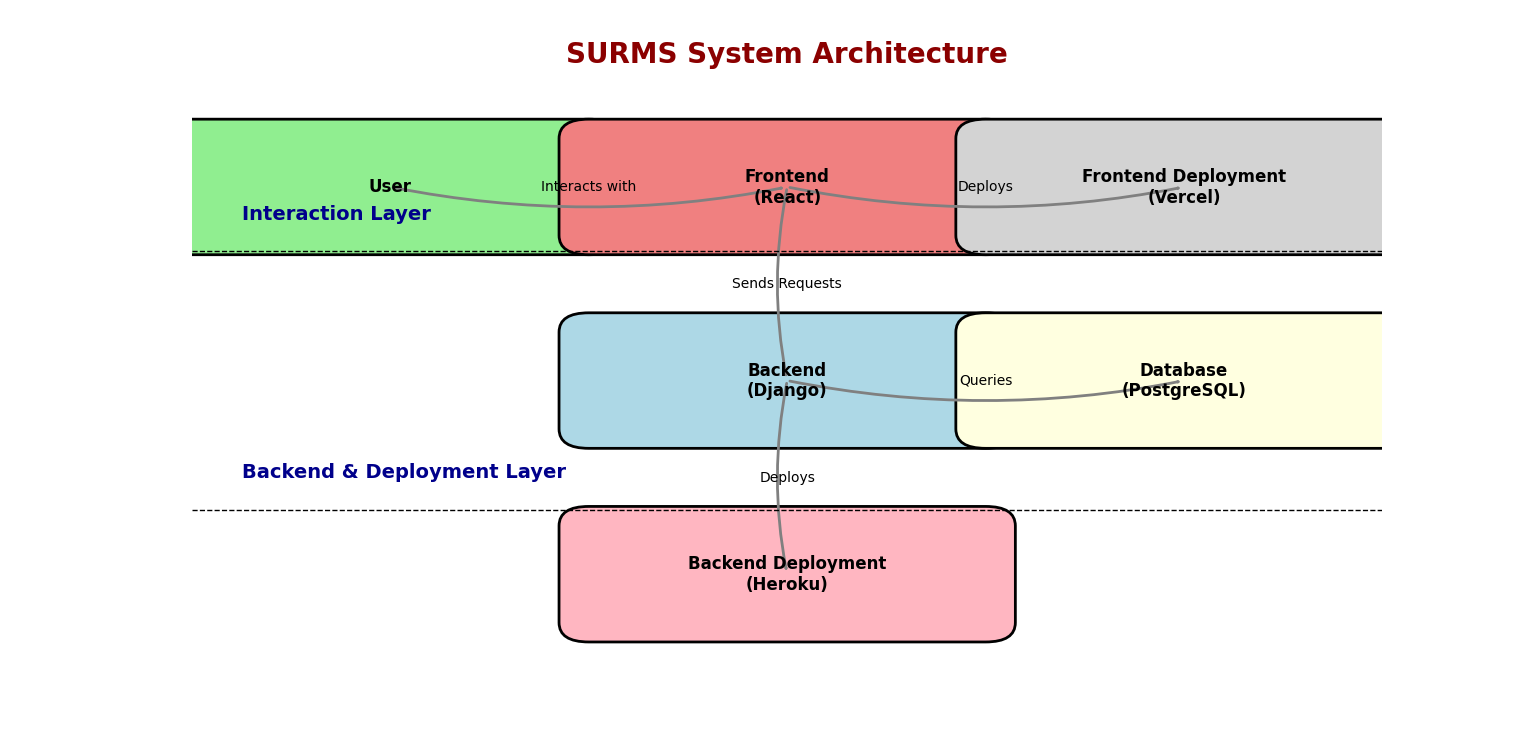 SURMS System Architecture
User
Interacts with
Frontend
(React)
Deploys
Frontend Deployment
(Vercel)
Interaction Layer
Sends Requests
Backend
(Django)
Queries
Database
(PostgreSQL)
Backend & Deployment Layer
Deploys
Backend Deployment
(Heroku)